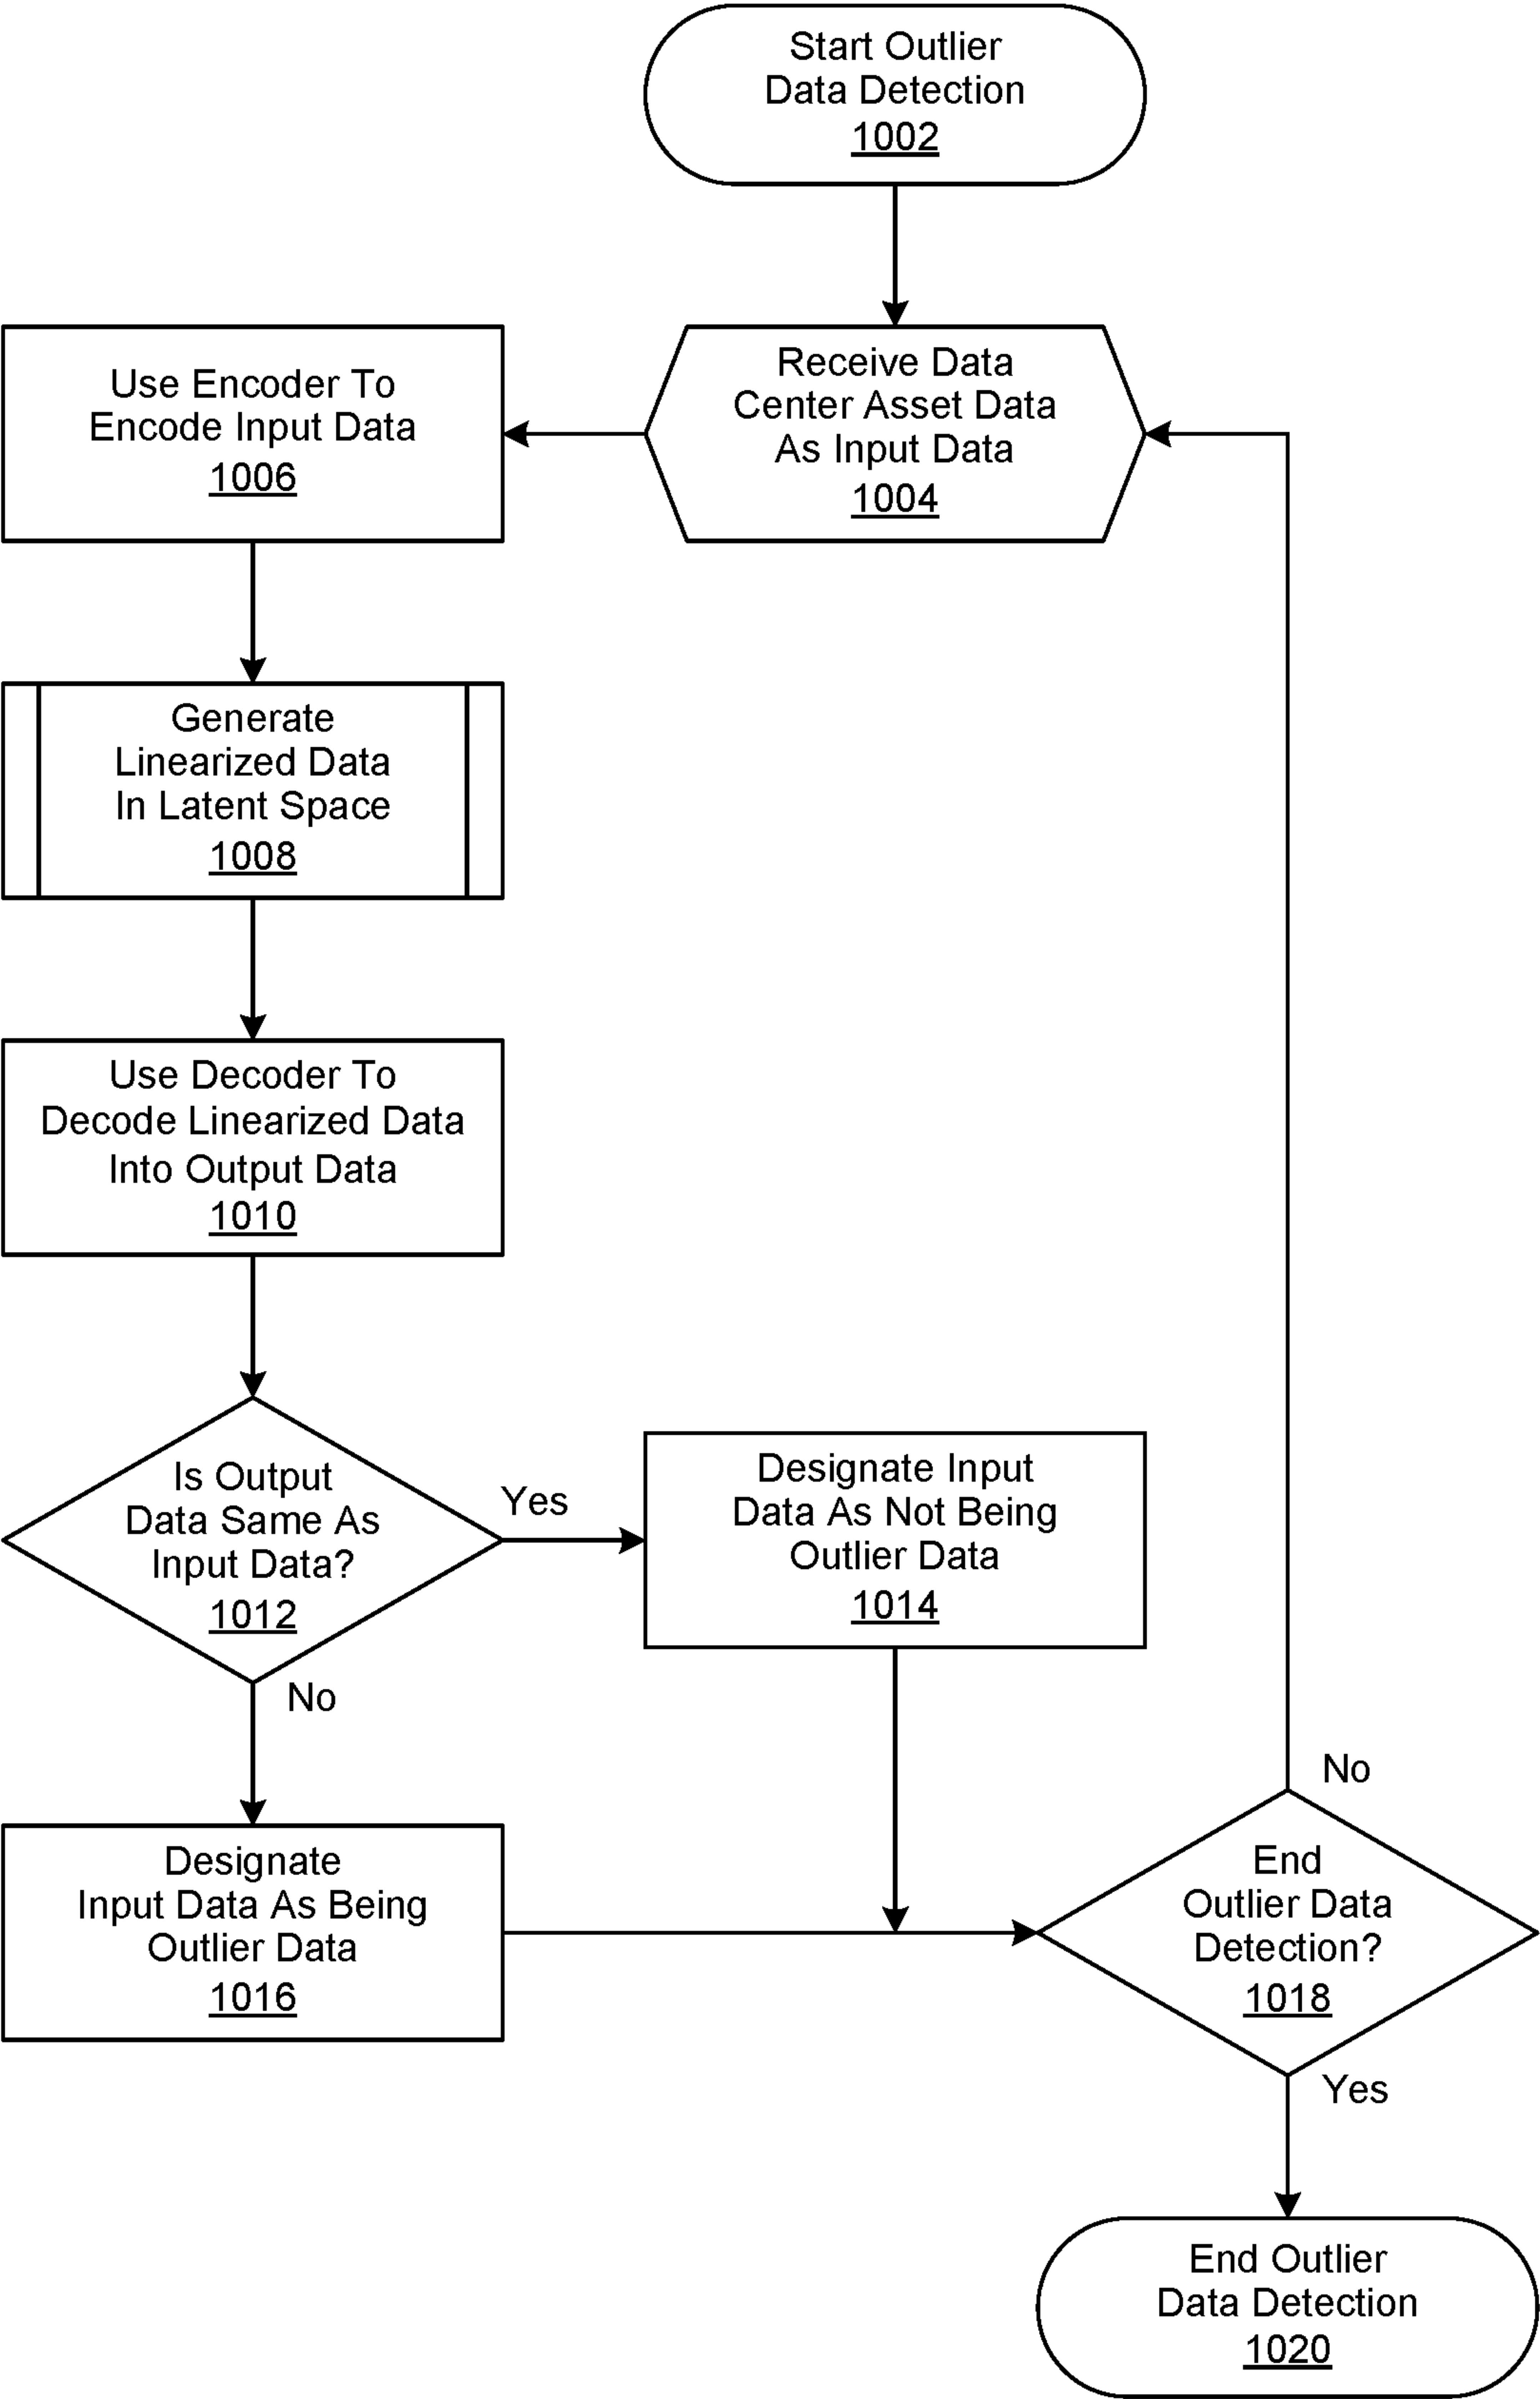 Start Outlier
Data Detection
1002
Receive Data
Center Asset Data
As Input Data
1004
Use Encoder To
Encode Input Data
1006
Generate
Linearized Data
In Latent Space
1008
Use Decoder To
Decode Linearized Data
Into Output Data
1010
Is Output
Data Same As
Input Data?
1012
Yes
No
Designate Input
Data As Not Being
Outlier Data
1014
Designate
Input Data As Being
Outlier Data
1016
No
End
Outlier Data
Detection?
1018
Yes
End Outlier
Data Detection
1020